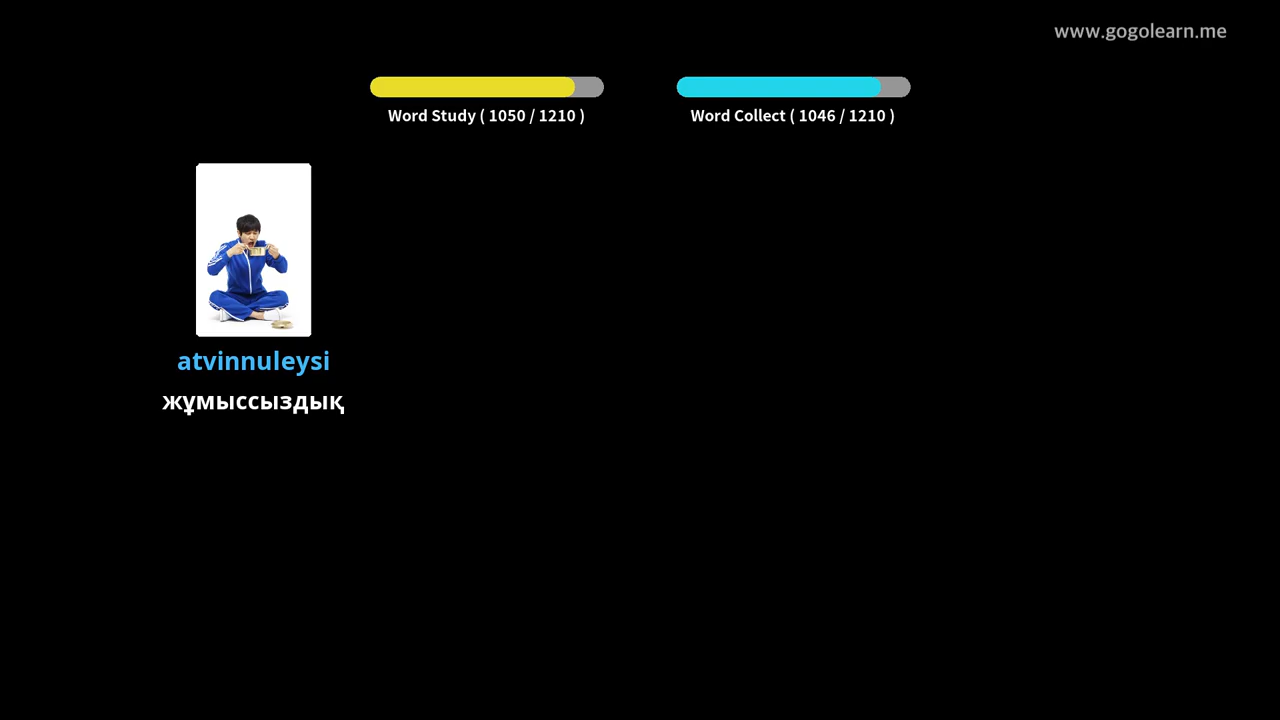 www.gogolearn.me
Word Study ( 1050 / 1210 )
Word Collect ( 1046 / 1210 )
atvinnuleysi
жұмыссыздық